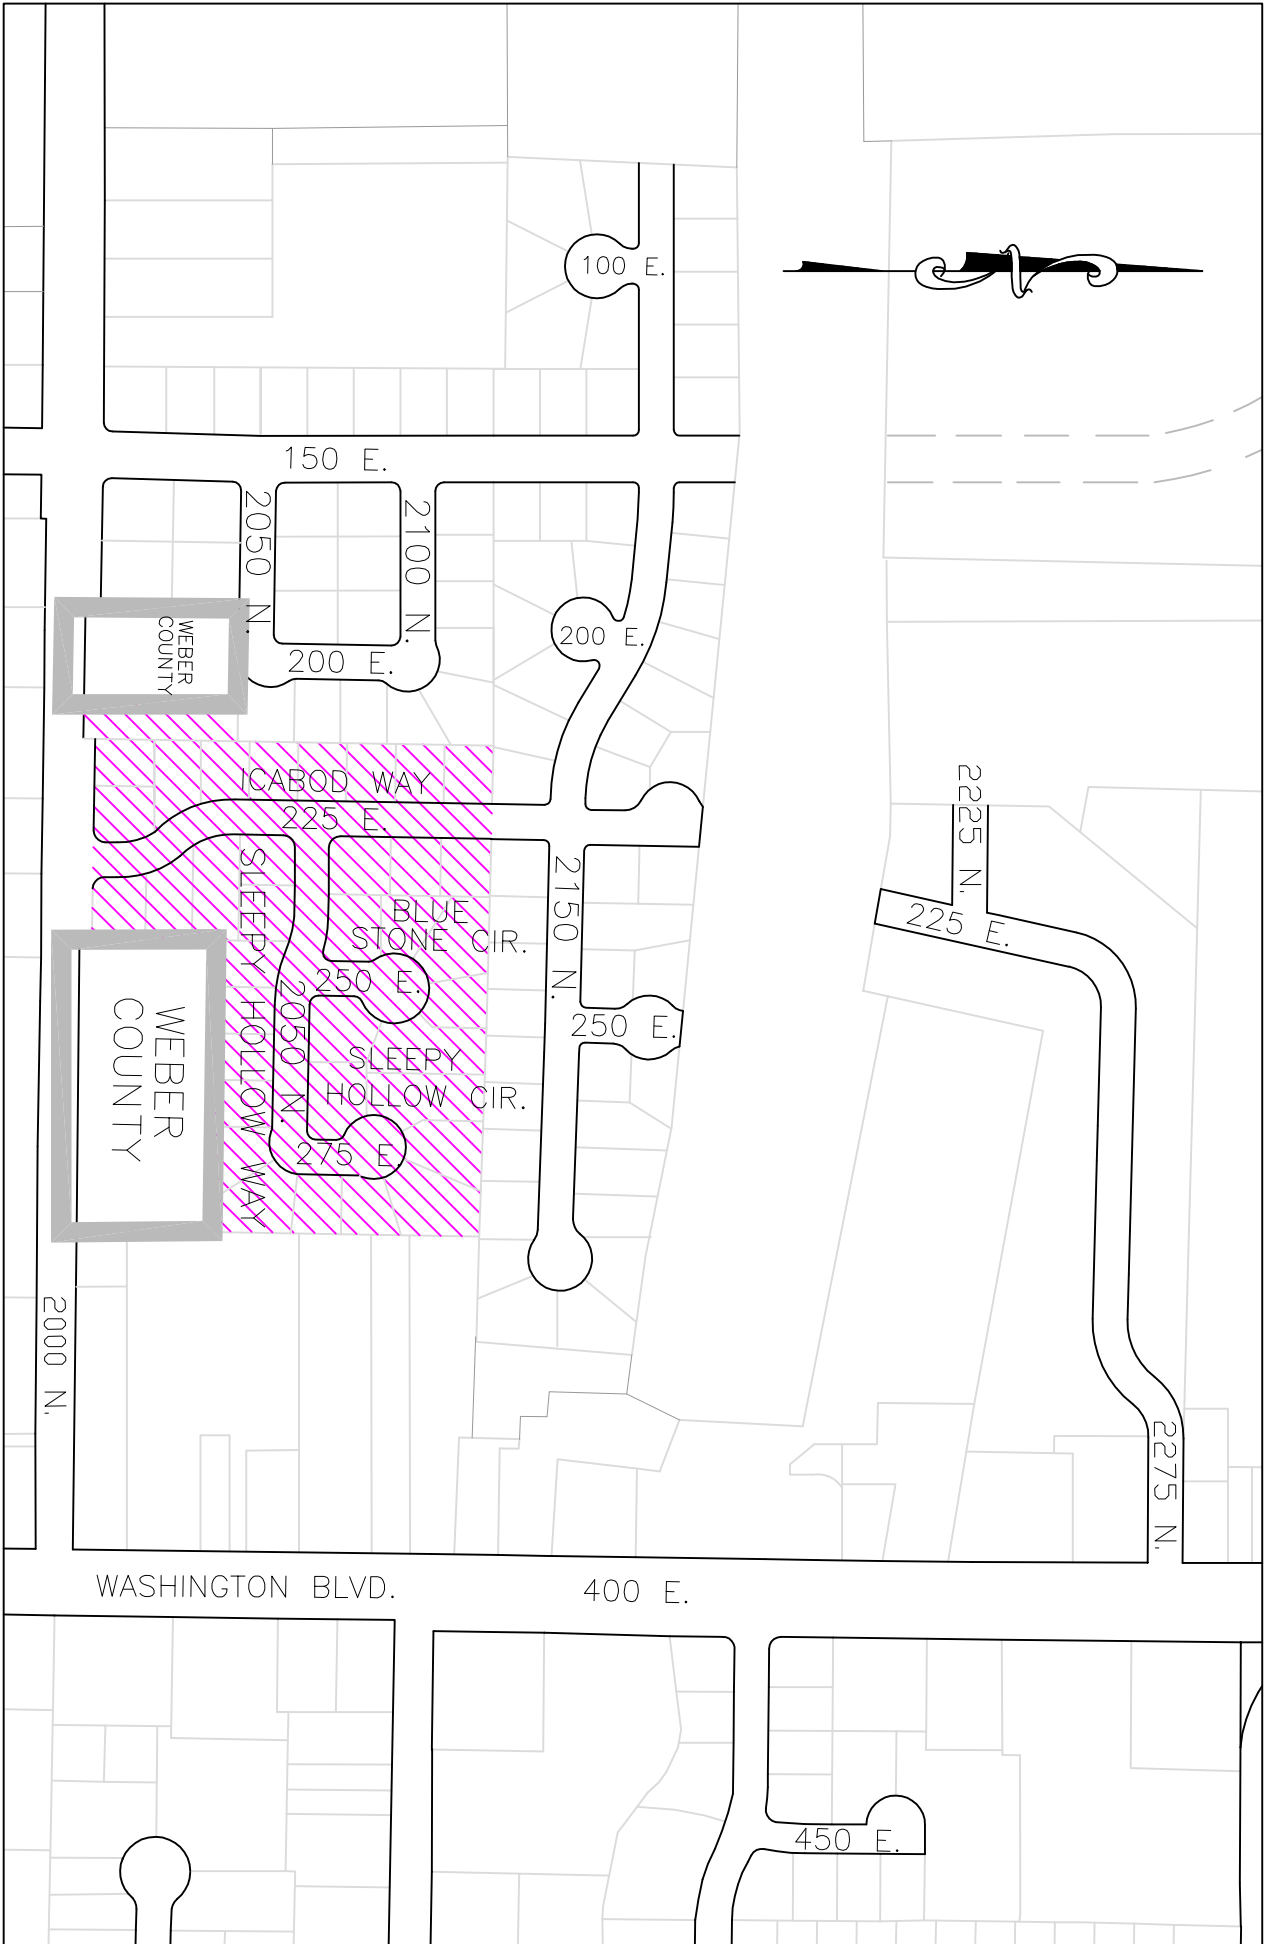 100 E.
150 E.
2050 N.
2100 N.
200 E.
WEBER
COUNTY
200 E.
ICABOD WAY
225 E.
2225 N.
225 E.
SLEEPY HOLLOW WAY
2050 N.
BLUE
STONE CIR.
250 E.
2150 N.
250 E.
SLEEPY
HOLLOW CIR.
275 E.
WEBER
COUNTY
2000 N.
2275 N.
WASHINGTON BLVD.
400 E.
450 E.
N